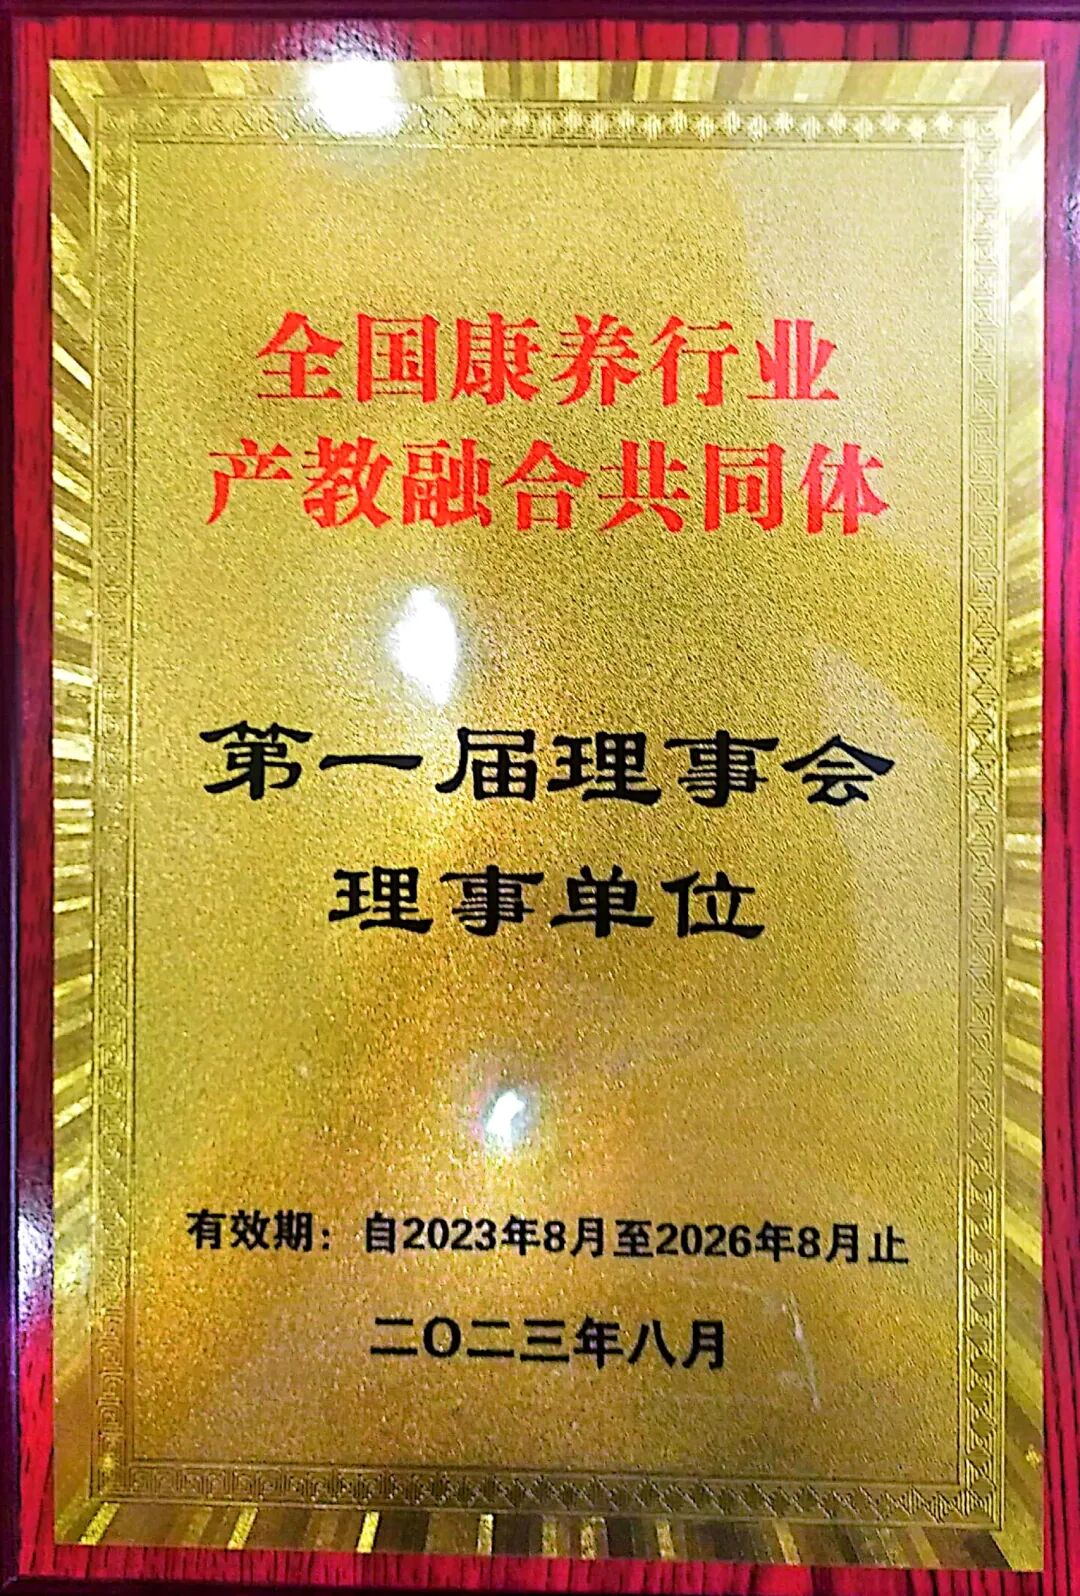 全国康养行业
产教融合共同体
第一届理事会
理事单位
有效期：自2023年8月至2026年8月止
二〇二三年八月